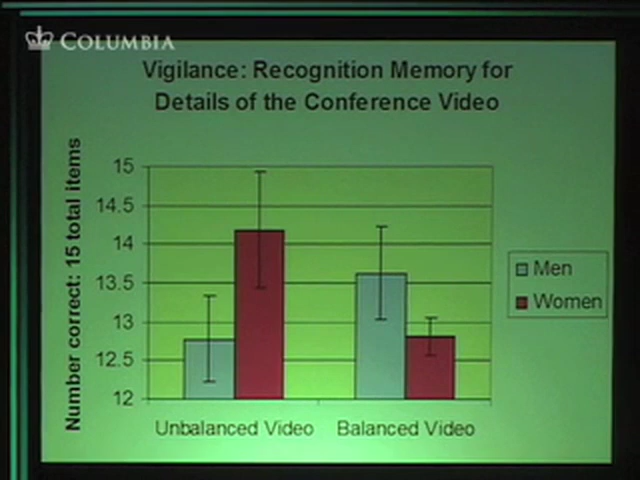 COLUMBIA
Vigilance: Recognition Memory for
Details of the Conference Video
Number correct: 15 total items
15
14.5
14
13.5
13
12.5
12
Unbalanced Video
Balanced Video
Men
Women